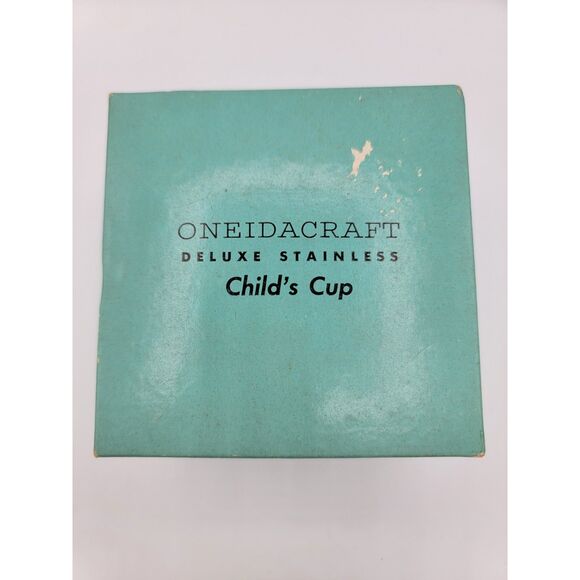 ONEIDACRAFT
DELUXE STAINLESS
Child's Cup